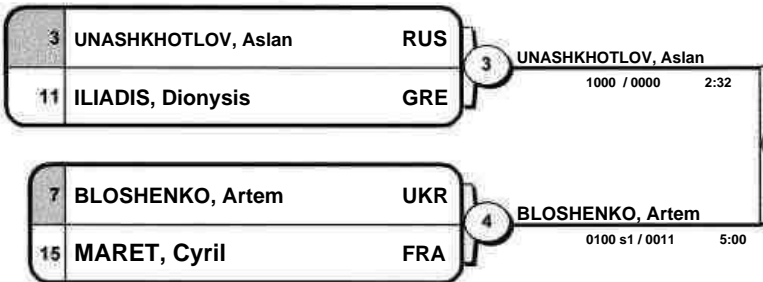 3 UNASHKHOTLOV, Aslan RUS
11 ILIADIS, Dionysis GRE
3
UNASHKHOTLOV, Aslan
1000 / 0000 2:32
7 BLOSHENKO, Artem UKR
15 MARET, Cyril FRA
4
BLOSHENKO, Artem
0100 s1 / 0011 5:00